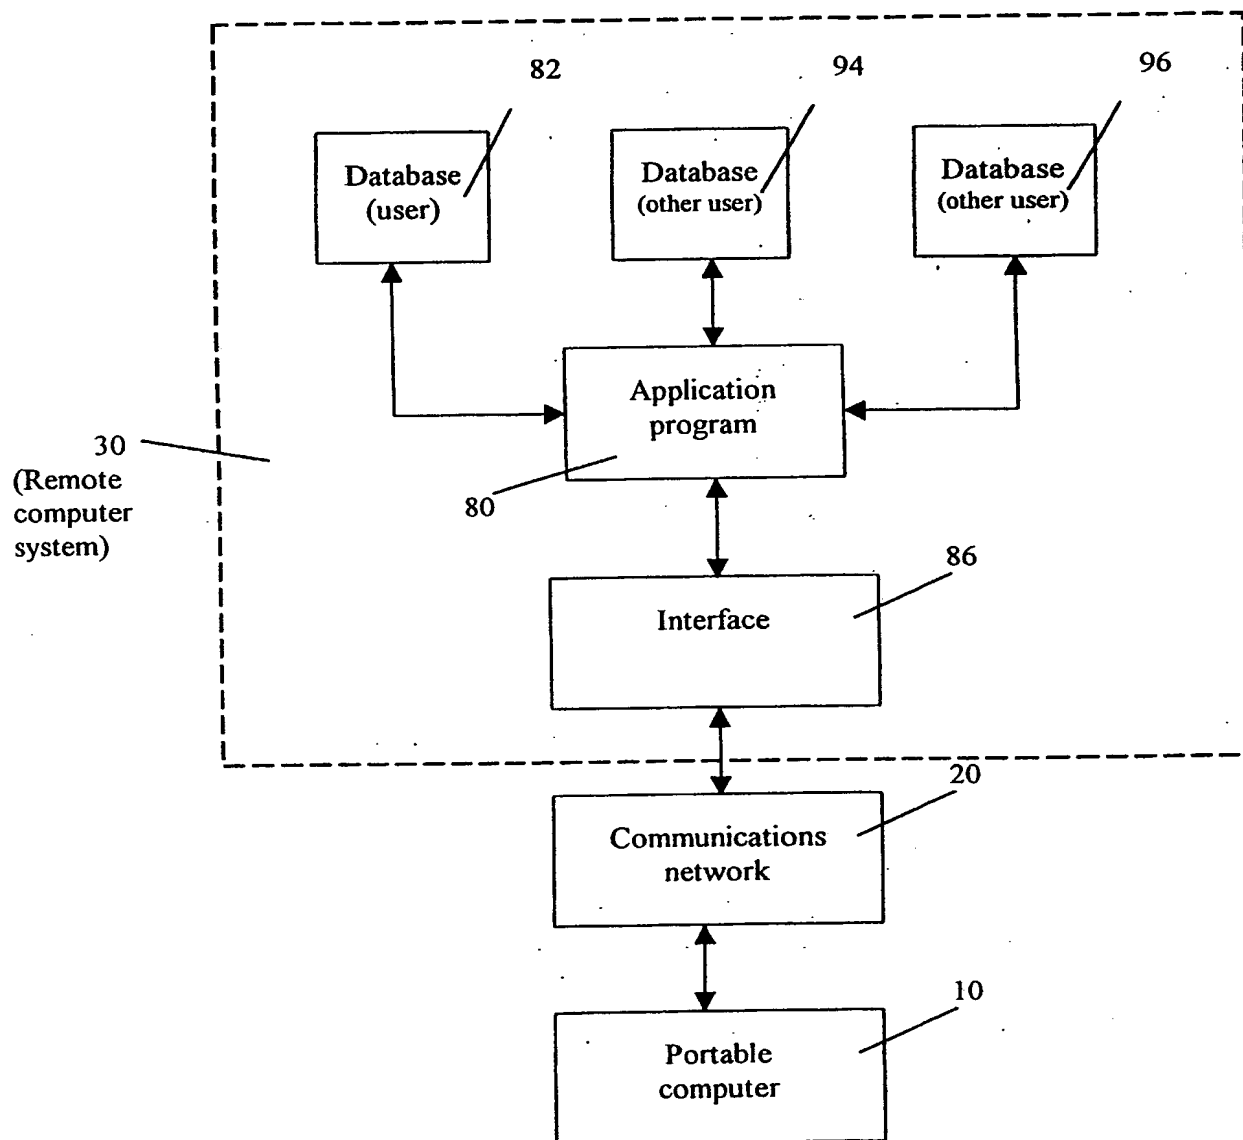 82
94
96
Database
(user)
Database
(other user)
Database
(other user)
Application
program
30
(Remote
computer
system)
80
86
Interface
20
Communications
network
10
Portable
computer